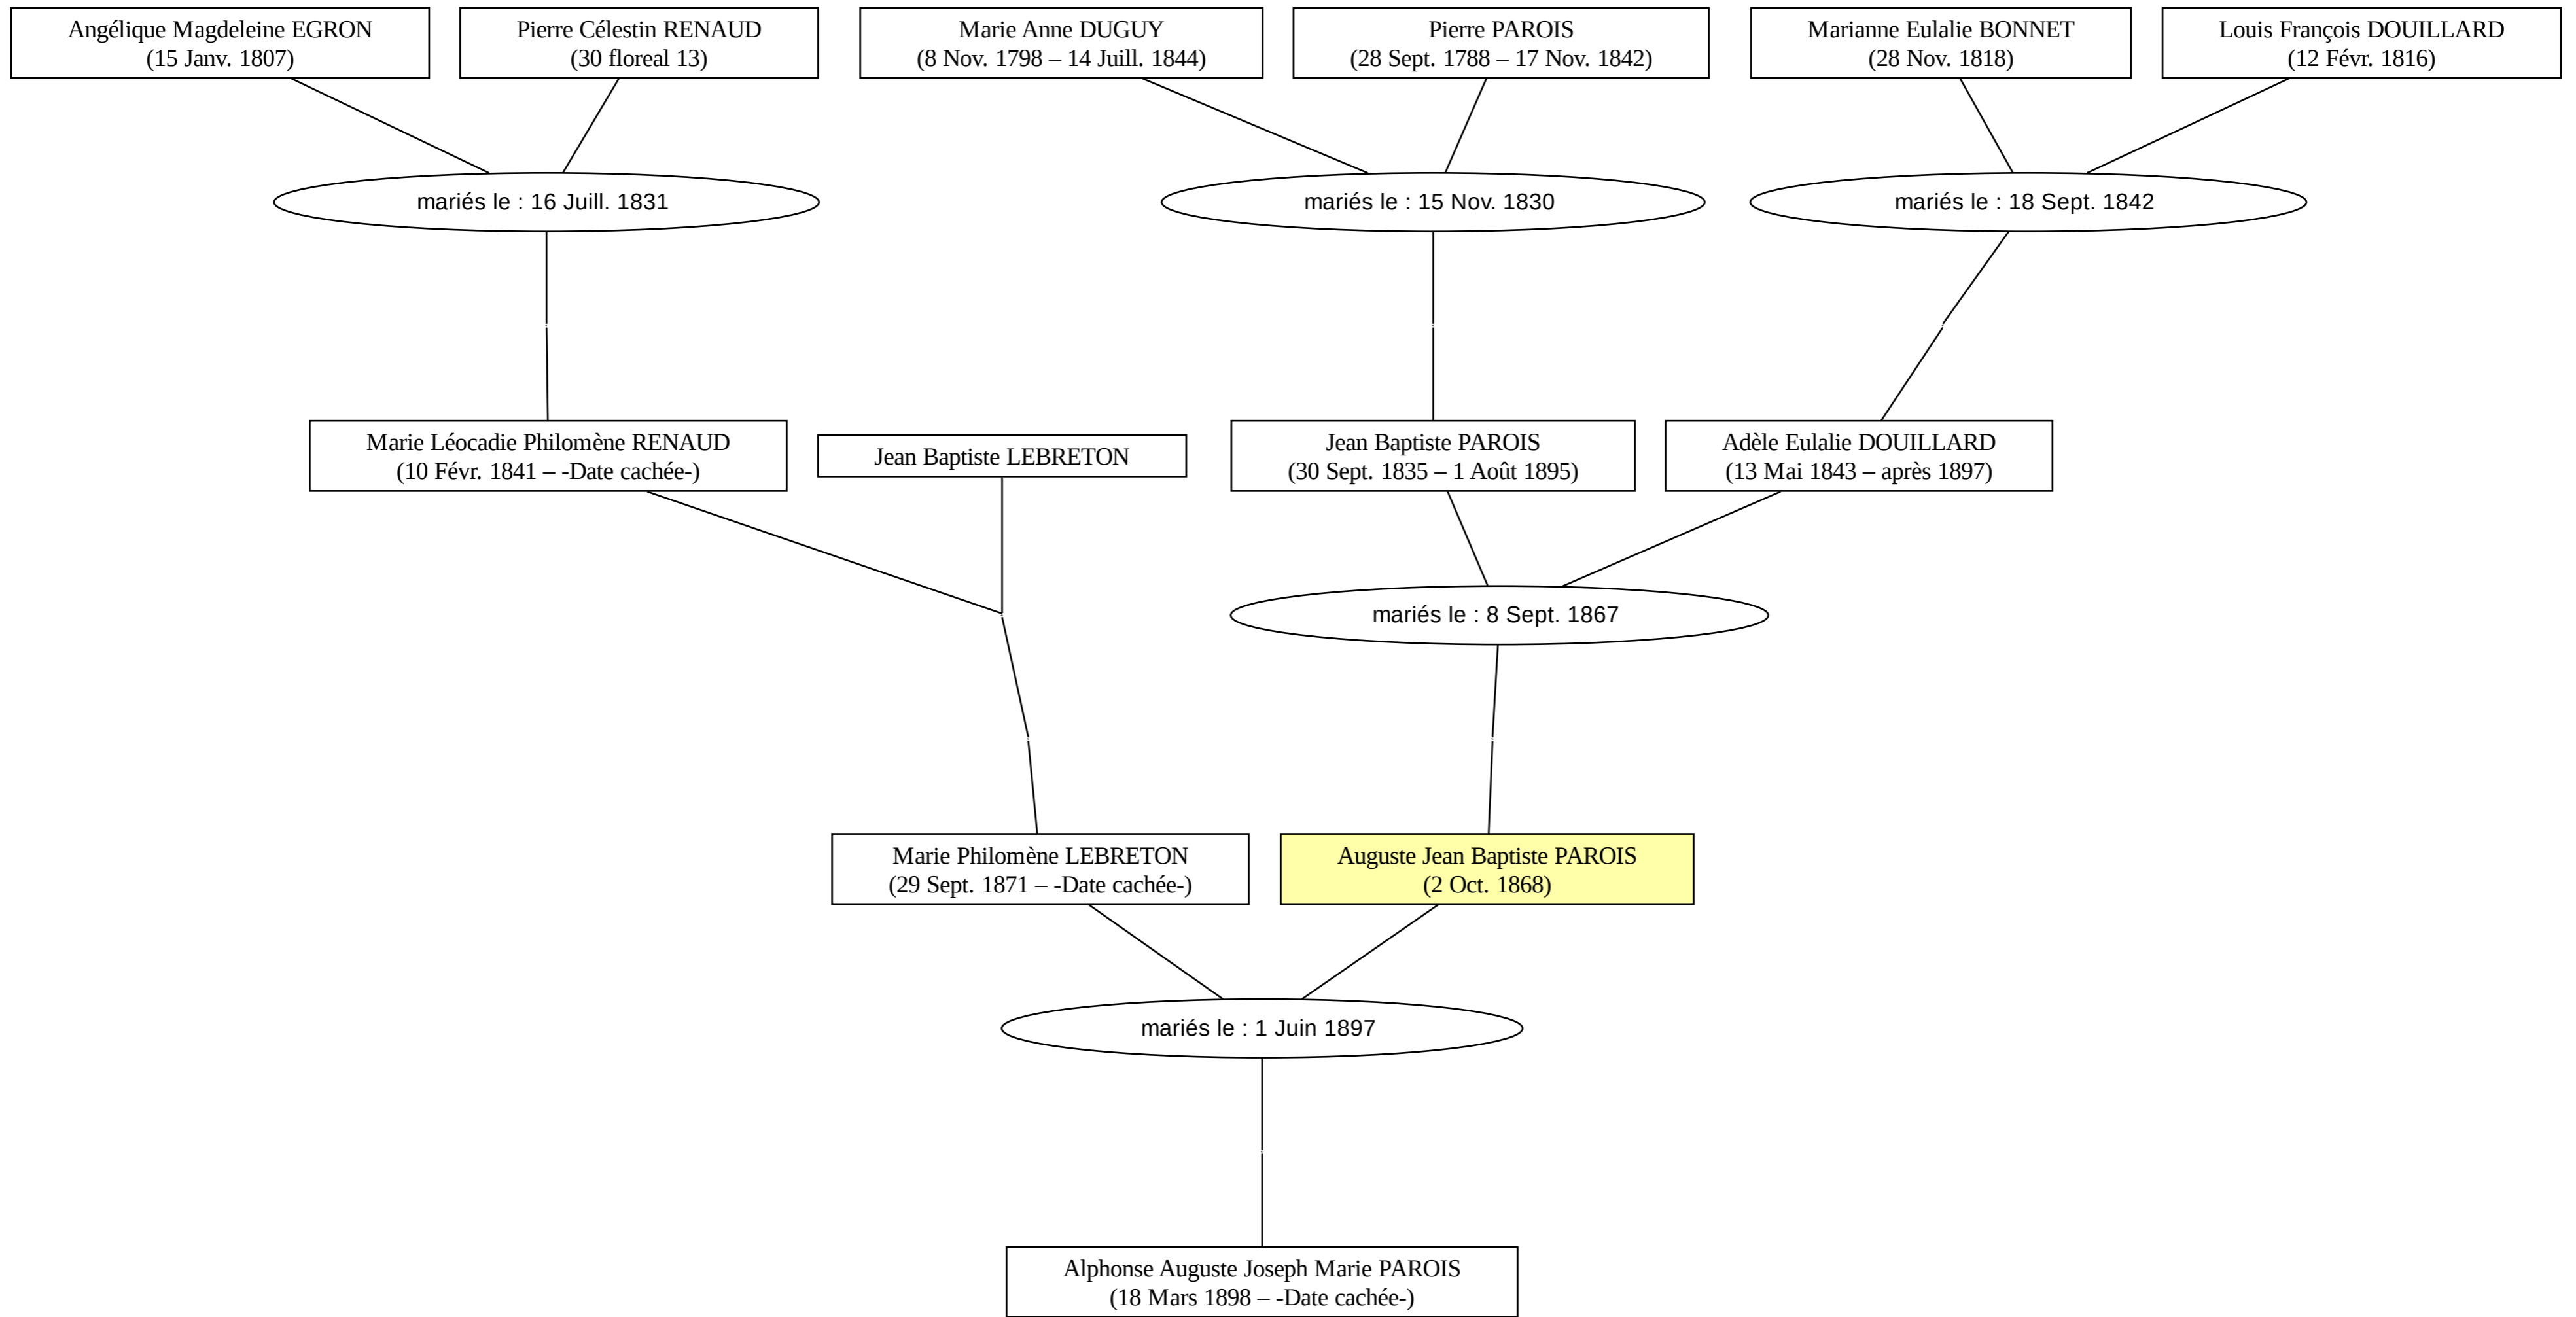 Angélique Magdeleine EGRON
(15 Janv. 1807)
Pierre Célestin RENAUD
(30 floreal 13)
Marie Anne DUGUY
(8 Nov. 1798 – 14 Juill. 1844)
Pierre PAROIS
(28 Sept. 1788 – 17 Nov. 1842)
Marianne Eulalie BONNET
(28 Nov. 1818)
Louis François DOUILLARD
(12 Févr. 1816)
mariés le : 16 Juill. 1831
mariés le : 15 Nov. 1830
mariés le : 18 Sept. 1842
Marie Léocadie Philomène RENAUD
(10 Févr. 1841 – -Date cachée-)
Jean Baptiste LEBRETON
Jean Baptiste PAROIS
(30 Sept. 1835 – 1 Août 1895)
Adèle Eulalie DOUILLARD
(13 Mai 1843 – après 1897)
mariés le : 8 Sept. 1867
Marie Philomène LEBRETON
(29 Sept. 1871 – -Date cachée-)
Auguste Jean Baptiste PAROIS
(2 Oct. 1868)
mariés le : 1 Juin 1897
Alphonse Auguste Joseph Marie PAROIS
(18 Mars 1898 – -Date cachée-)